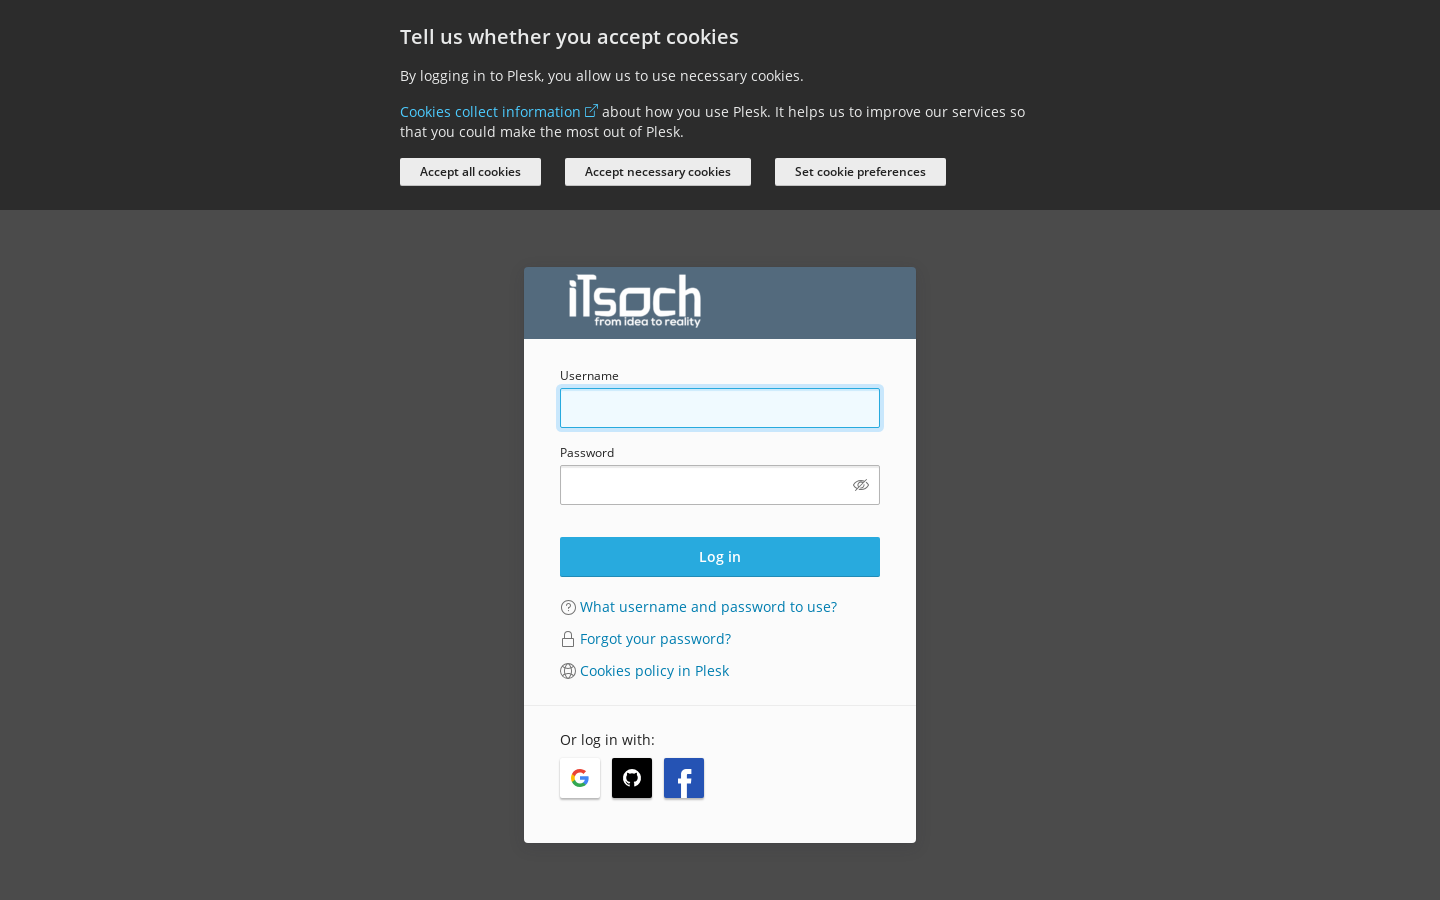 Tell us whether you accept cookies
By logging in to Plesk, you allow us to use necessary cookies.
Cookies collect information about how you use Plesk. It helps us to improve our services so
that you could make the most out of Plesk.
Accept all cookies
Accept necessary cookies
Set cookie preferences
iTsoch
from idea to reality
Username
Password
Log in
What username and password to use?
Forgot your password?
Cookies policy in Plesk
Or log in with: